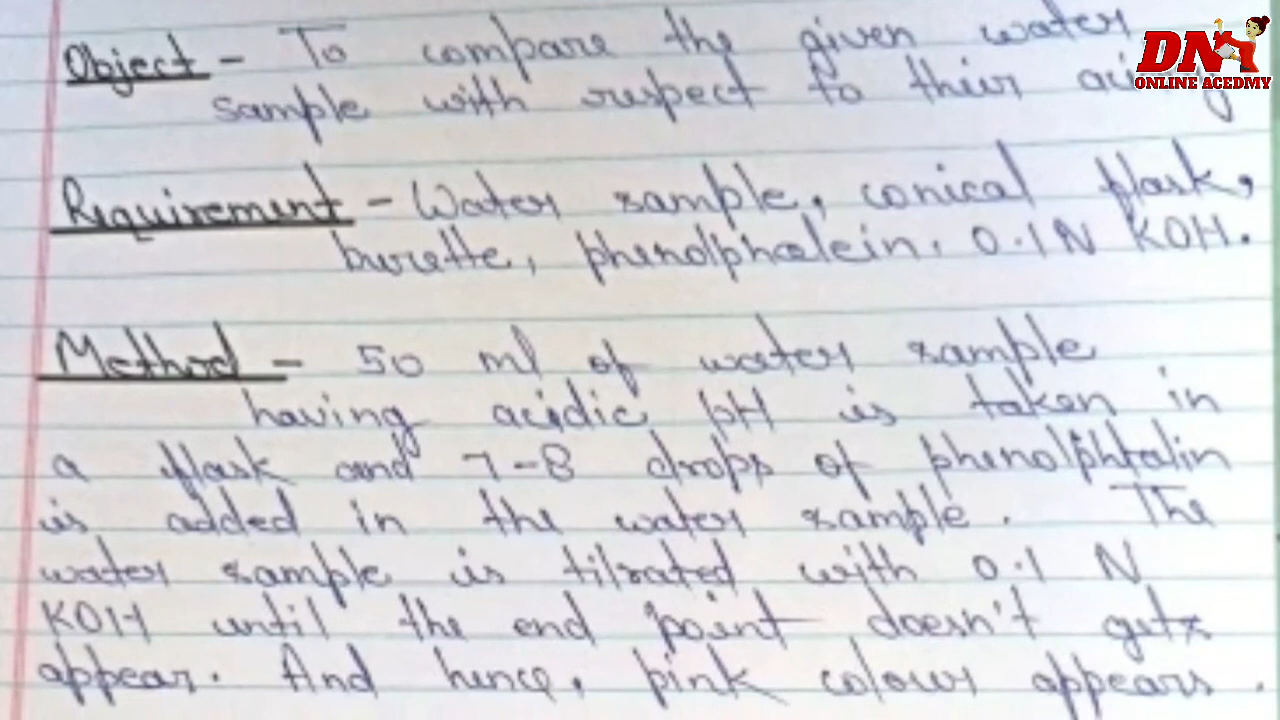 DN
ONLINE ACEDMY
Object - To compare the given water
sample with respect to their
Requirement - Water sample, conical flask,
burette, phenolphalein, 0.1 N KOH.
Method - 50 ml of water sample
having acidic pH is taken in
a flask and 7-8 drops of phenolphtalin
is added in the water sample. The
water sample is titrated with 0.1 N
KOH until the end point doesn't gets
appear. And hence, pink colour appears.